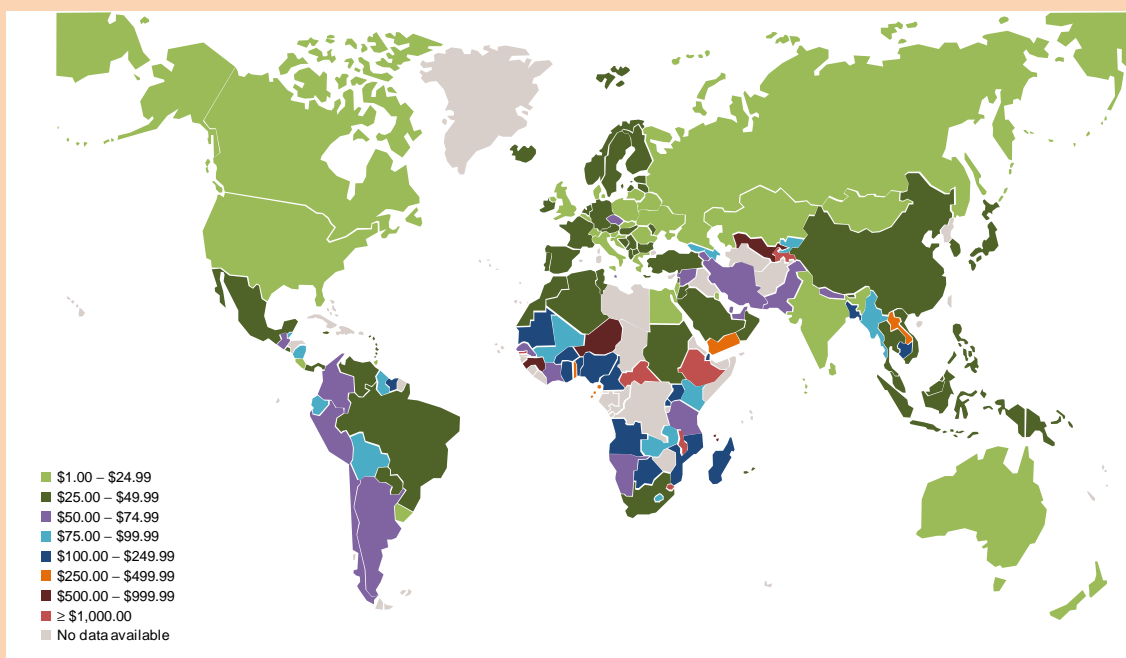 $1.00 – $24.99
$25.00 – $49.99
$50.00 – $74.99
$75.00 – $99.99
$100.00 – $249.99
$250.00 – $499.99
$500.00 – $999.99
≥ $1,000.00
No data available